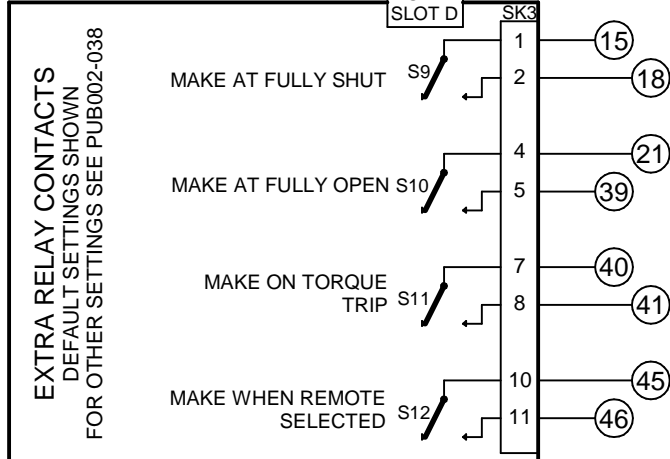 SLOT D
SK3
EXTRA RELAY CONTACTS
DEFAULT SETTINGS SHOWN
FOR OTHER SETTINGS SEE PUB002-038
MAKE AT FULLY SHUT S9 1 15
2 18
MAKE AT FULLY OPEN S10 4 21
5 39
MAKE ON TORQUE
TRIP S11 7 40
8 41
MAKE WHEN REMOTE
SELECTED S12 10 45
11 46